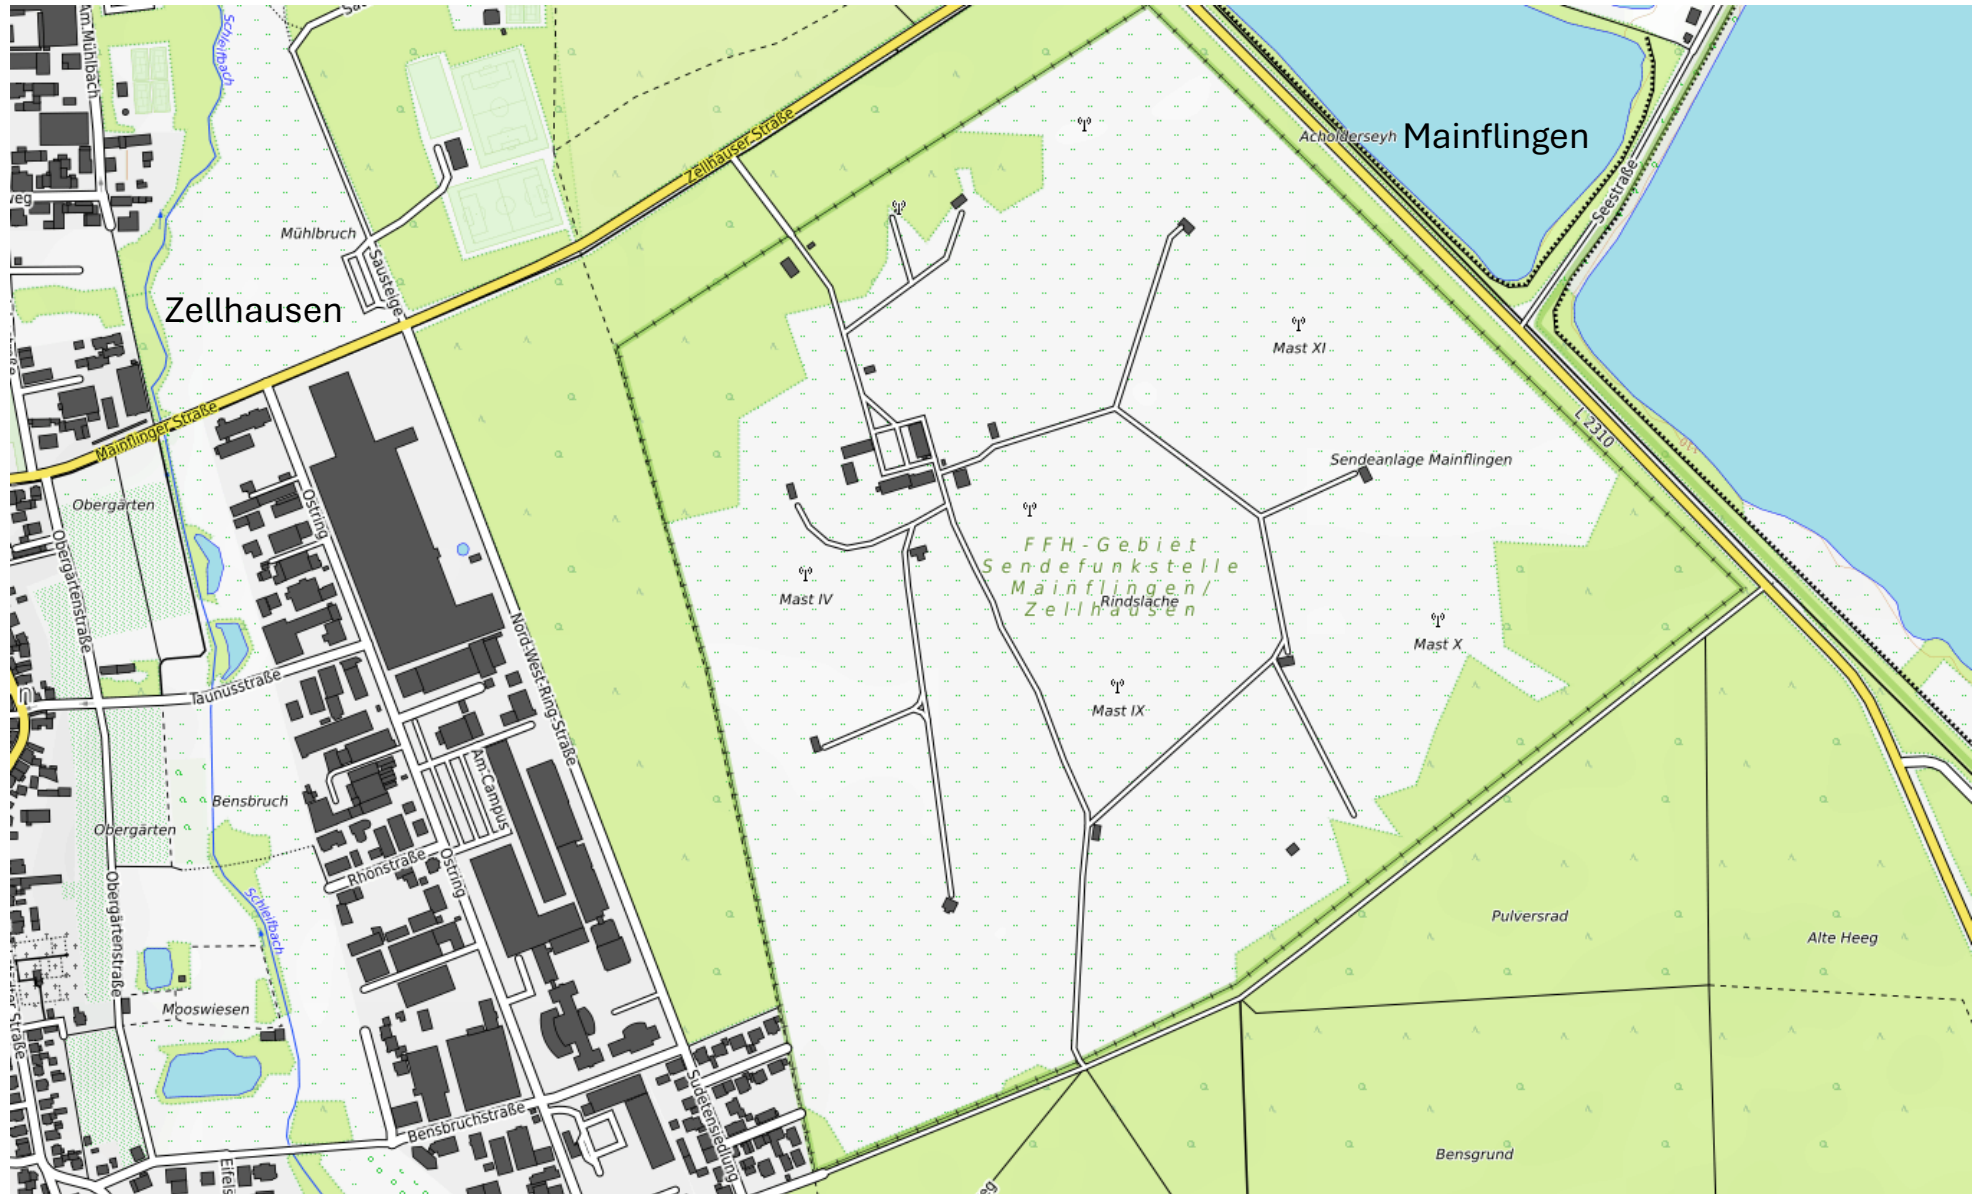 Am Mühlbach
Schleifbach
Zellhäuser Straße
Acholderseyh
Mainflingen
Seestraße
Mühlbruch
Sausteige
Zellhausen
Mast XI
L 2310
Mainflinger Straße
Sendeanlage Mainflingen
Obergärten
Ostring
FFH-Gebiet
Sendefunkstelle
Mainflingen/
Zellhausen
Rindslache
Mast IV
Obergärtenstraße
Nord-West-Ring-Straße
Mast X
Taunusstraße
Mast IX
Am Campus
Bensbruch
Obergärten
Rhönstraße
Ostring
Obergärtenstraße
Schleifbach
Pulversrad
Alte Heeg
Mooswiesen
Sudetensiedlung
Bensbruchstraße
Bensgrund